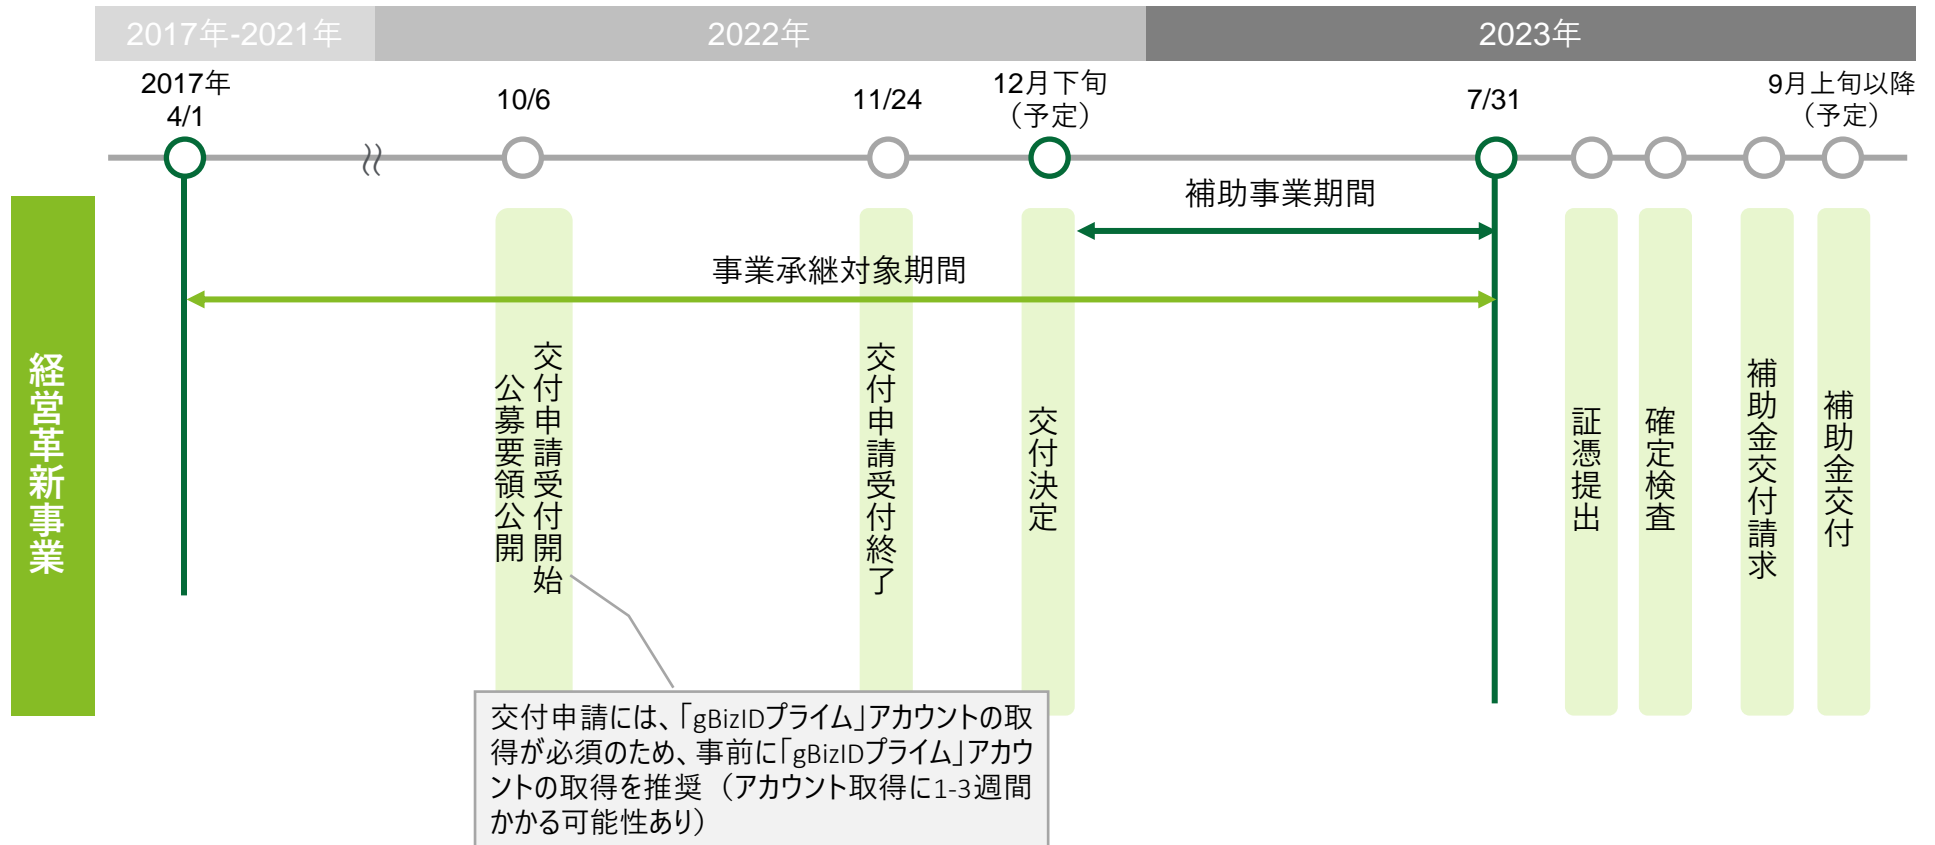 2017年-2021年
2022年
2023年
2017年
4/1
10/6
11/24
12月下旬
（予定）
7/31
9月上旬以降
（予定）
補助事業期間
事業承継対象期間
経営革新事業
交付申請受付開始
公募要領公開
交付申請受付終了
交付決定
証憑提出
確定検査
補助金交付請求
補助金交付
交付申請には、「gBizIDプライム」アカウントの取
得が必須のため、事前に「gBizIDプライム」アカウ
ントの取得を推奨（アカウント取得に1-3週間
かかる可能性あり）